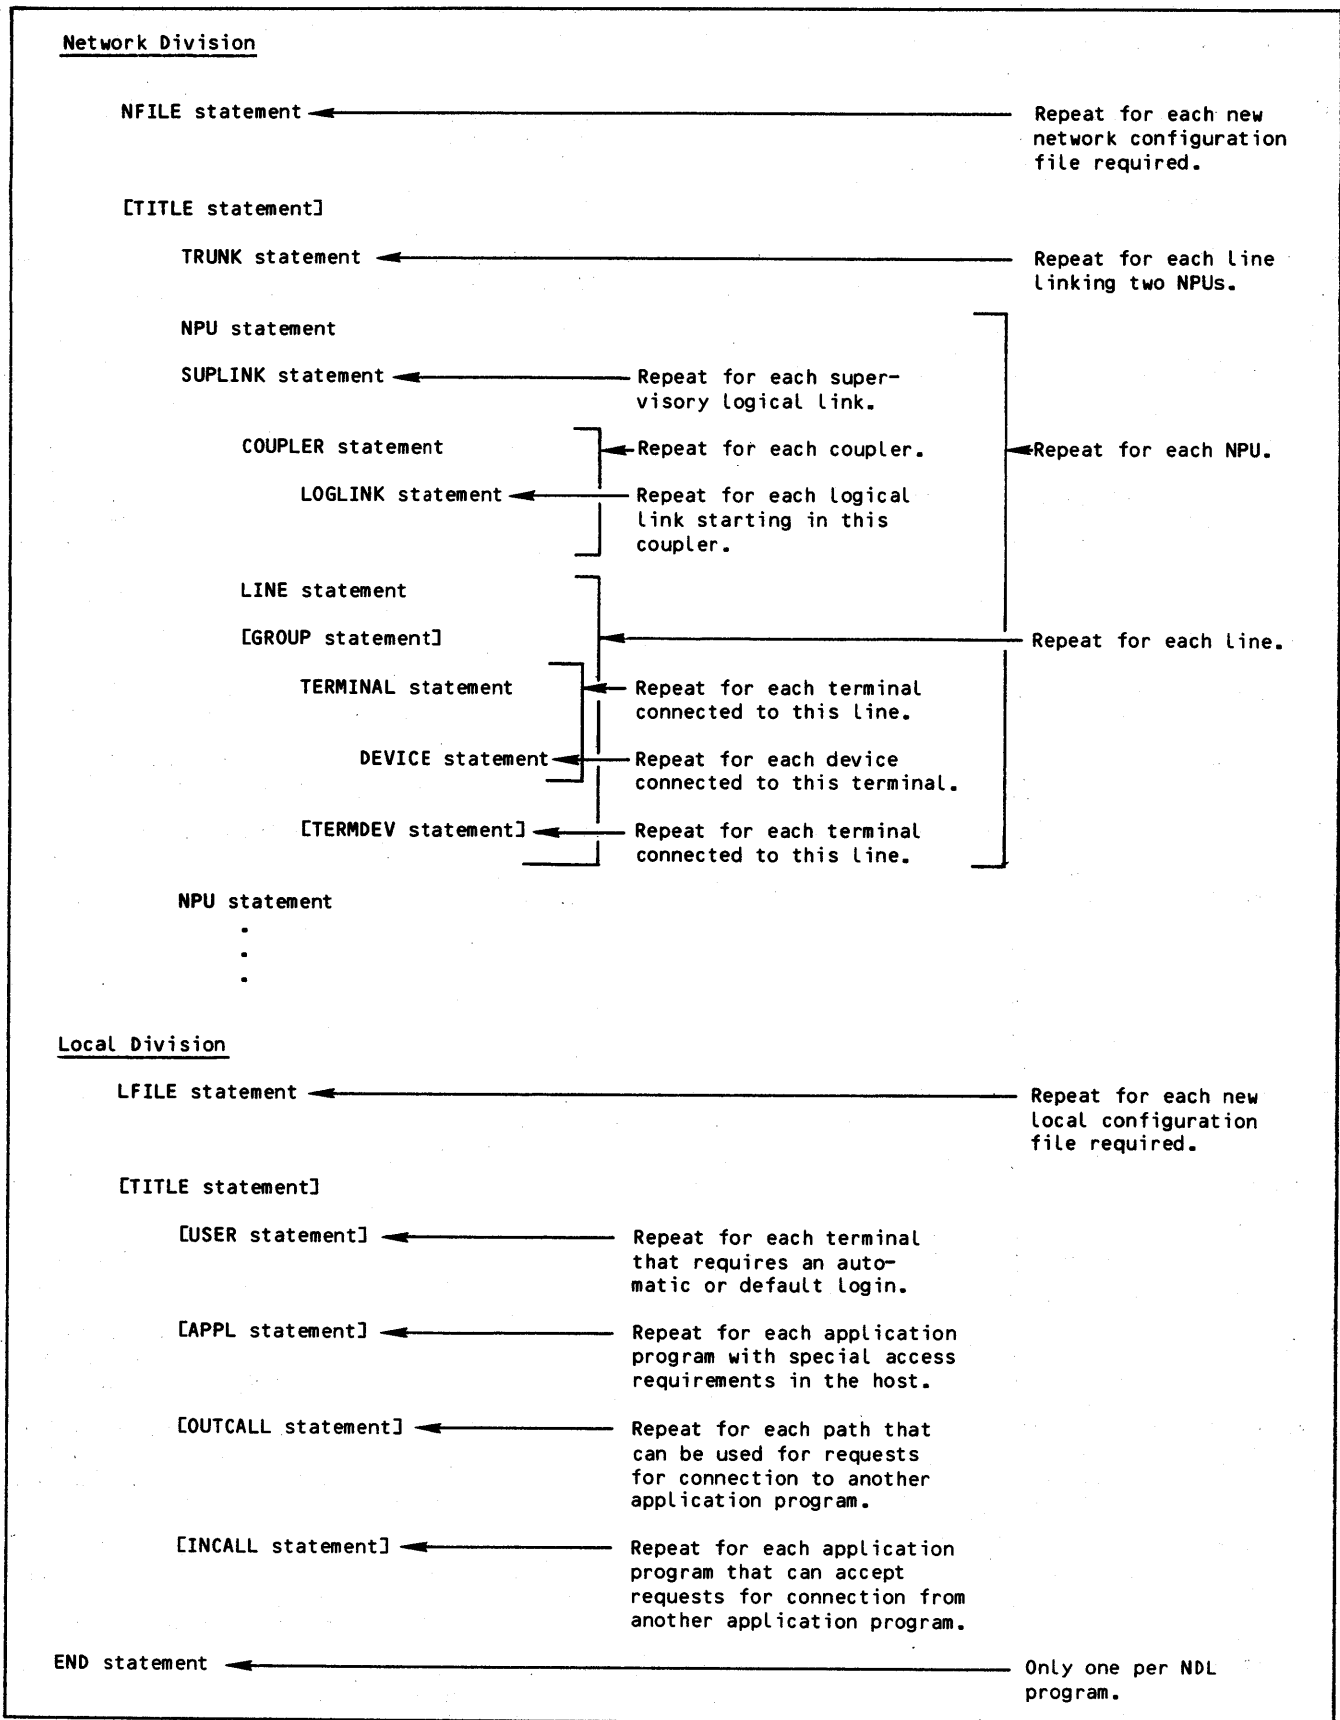 Network Division
NFILE statement
Repeat for each new
network configuration
file required.
[TITLE statement]
TRUNK statement
Repeat for each line
linking two NPUs.
NPU statement
SUPLINK statement
Repeat for each super-
visory logical link.
COUPLER statement
Repeat for each coupler.
Repeat for each NPU.
LOGLINK statement
Repeat for each logical
link starting in this
coupler.
LINE statement
[GROUP statement]
Repeat for each line.
TERMINAL statement
Repeat for each terminal
connected to this line.
DEVICE statement
Repeat for each device
connected to this terminal.
[TERMDEV statement]
Repeat for each terminal
connected to this line.
NPU statement
.
.
.
Local Division
LFILE statement
Repeat for each new
local configuration
file required.
[TITLE statement]
[USER statement]
Repeat for each terminal
that requires an auto-
matic or default login.
[APPL statement]
Repeat for each application
program with special access
requirements in the host.
[OUTCALL statement]
Repeat for each path that
can be used for requests
for connection to another
application program.
[INCALL statement]
Repeat for each application
program that can accept
requests for connection from
another application program.
END statement
Only one per NDL
program.